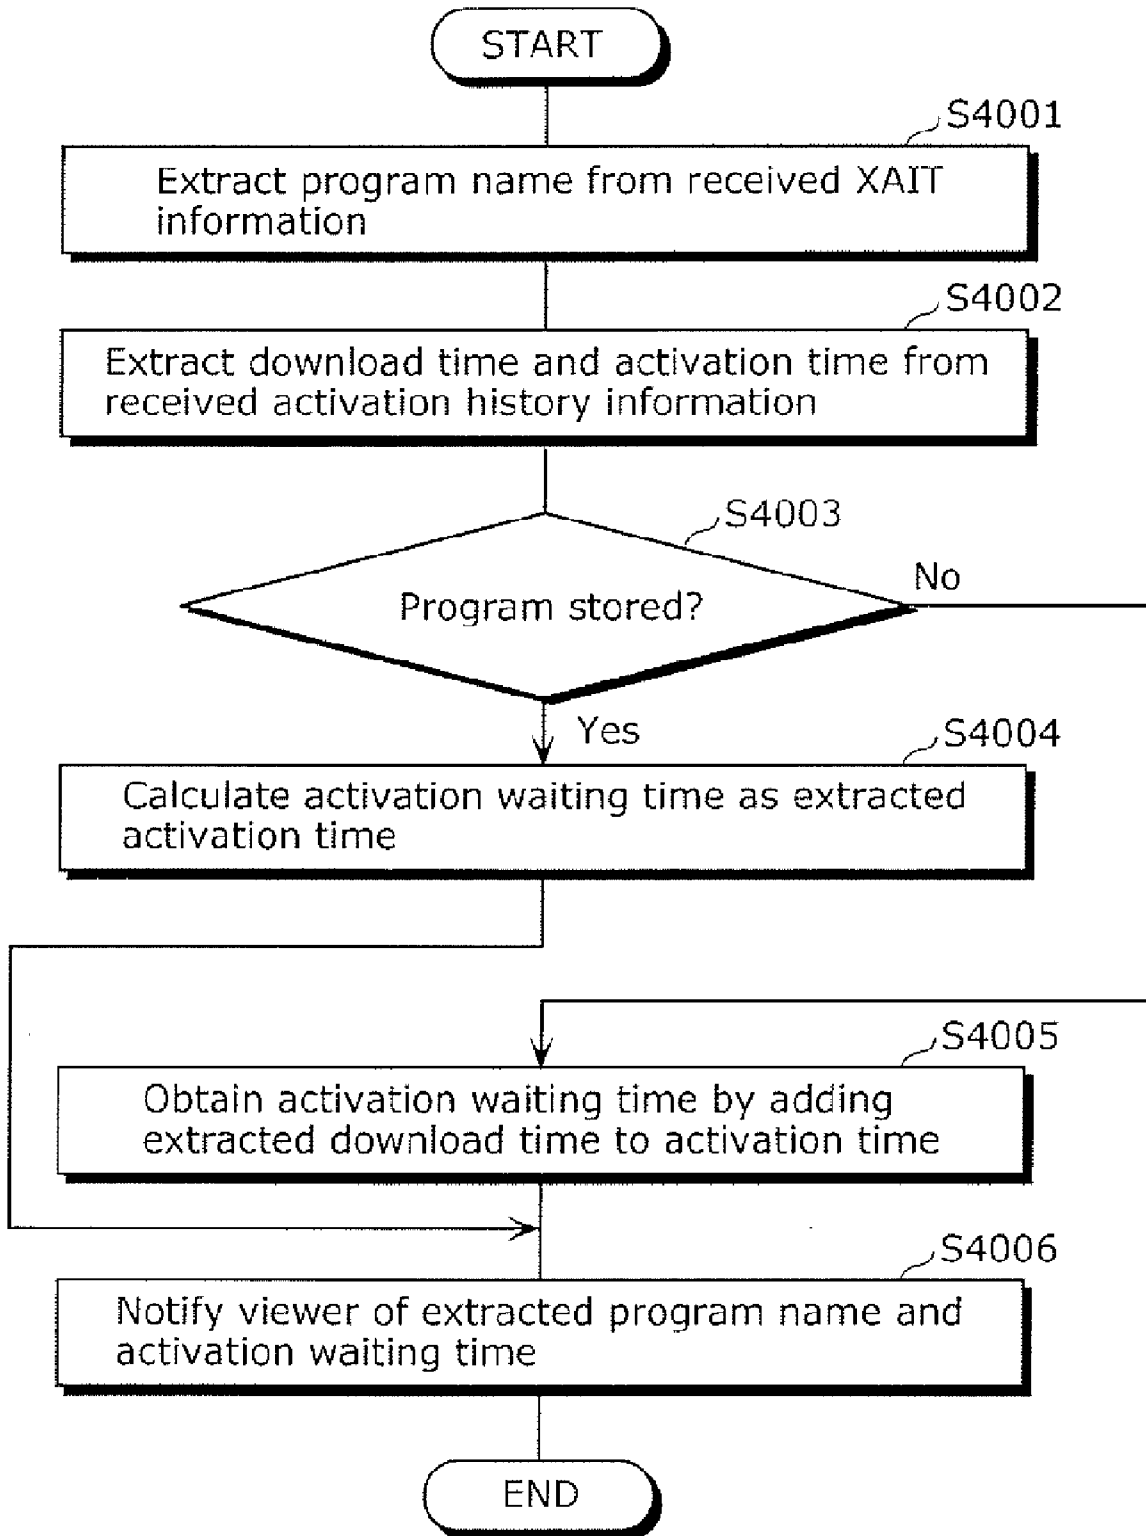 START
S4001
Extract program name from received XAIT
information
S4002
Extract download time and activation time from
received activation history information
S4003
Program stored?
No
Yes
S4004
Calculate activation waiting time as extracted
activation time
S4005
Obtain activation waiting time by adding
extracted download time to activation time
S4006
Notify viewer of extracted program name and
activation waiting time
END